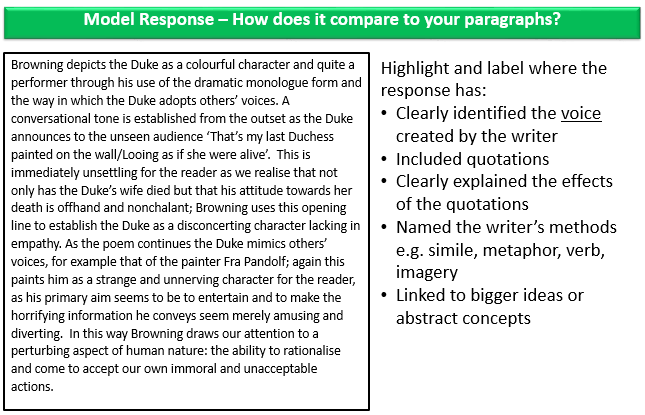 Model Response – How does it compare to your paragraphs?
Browning depicts the Duke as a colourful character and quite a
performer through his use of the dramatic monologue form and
the way in which the Duke adopts others’ voices. A
conversational tone is established from the outset as the Duke
announces to the unseen audience ‘That’s my last Duchess
painted on the wall/Looing as if she were alive’. This is
immediately unsettling for the reader as we realise that not
only has the Duke’s wife died but that his attitude towards her
death is offhand and nonchalant; Browning uses this opening
line to establish the Duke as a disconcerting character lacking in
empathy. As the poem continues the Duke mimics others’
voices, for example that of the painter Fra Pandolf; again this
paints him as a strange and unnerving character for the reader,
as his primary aim seems to be to entertain and to make the
horrifying information he conveys seem merely amusing and
diverting. In this way Browning draws our attention to a
perturbing aspect of human nature: the ability to rationalise
and come to accept our own immoral and unacceptable
actions.
Highlight and label where the
response has:
• Clearly identified the voice
created by the writer
• Included quotations
• Clearly explained the effects
of the quotations
• Named the writer’s methods
e.g. simile, metaphor, verb,
imagery
• Linked to bigger ideas or
abstract concepts